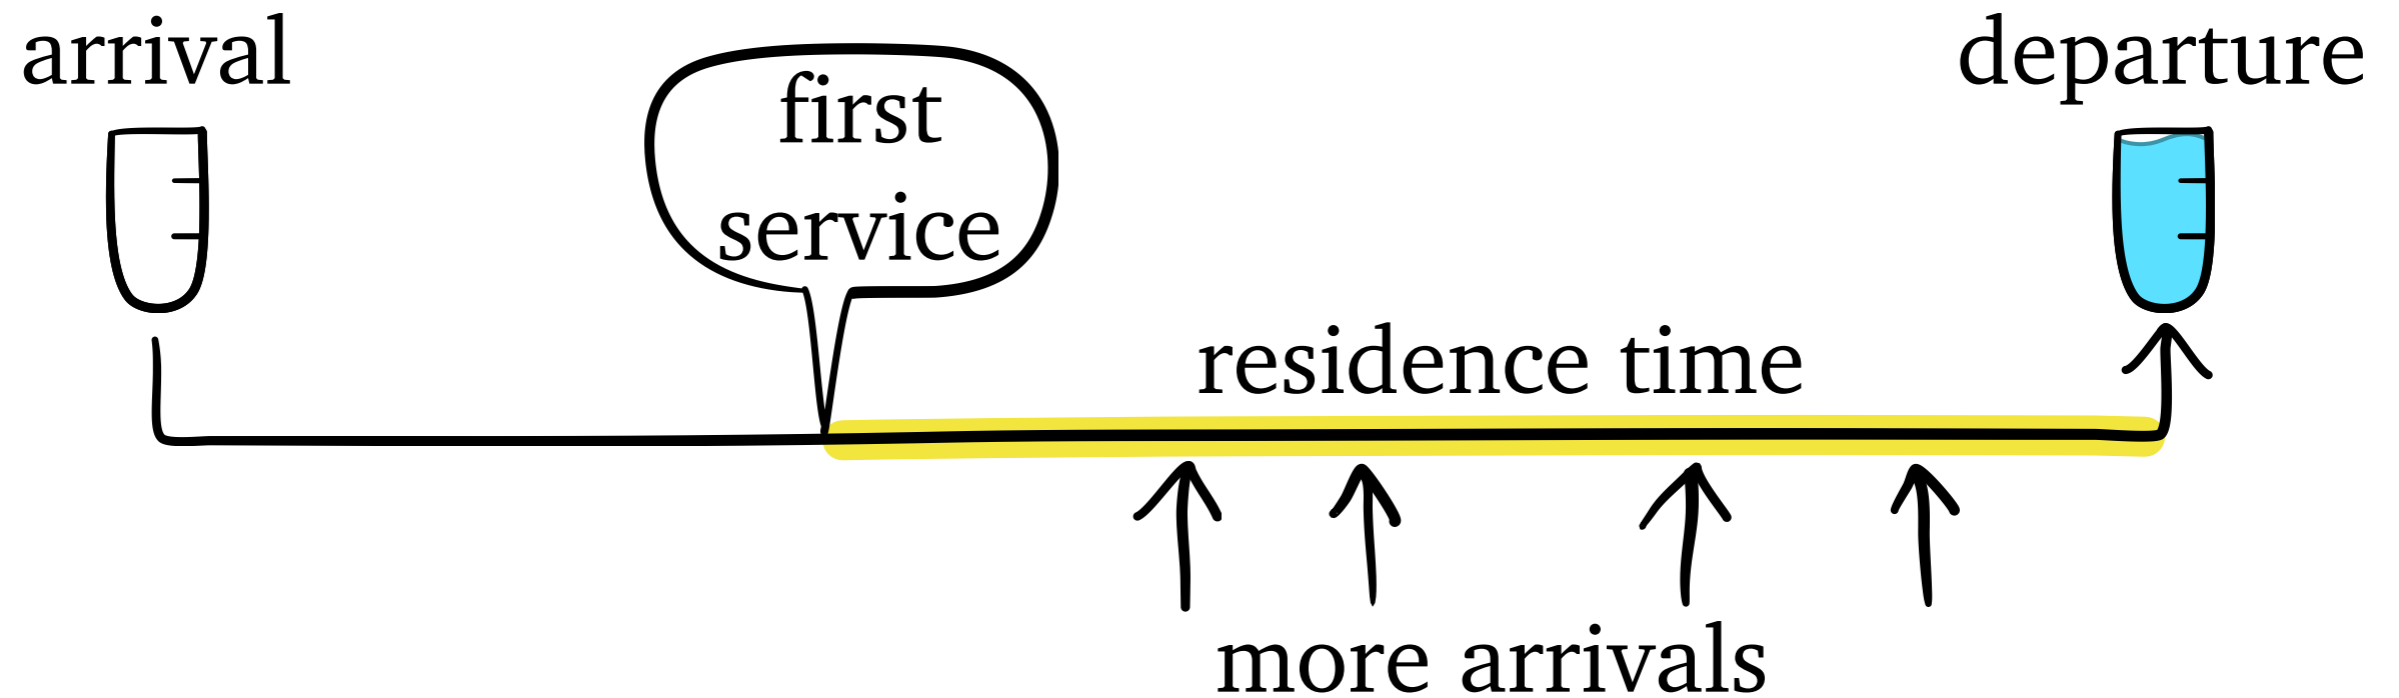 arrival
departure
first
service
residence time
more arrivals